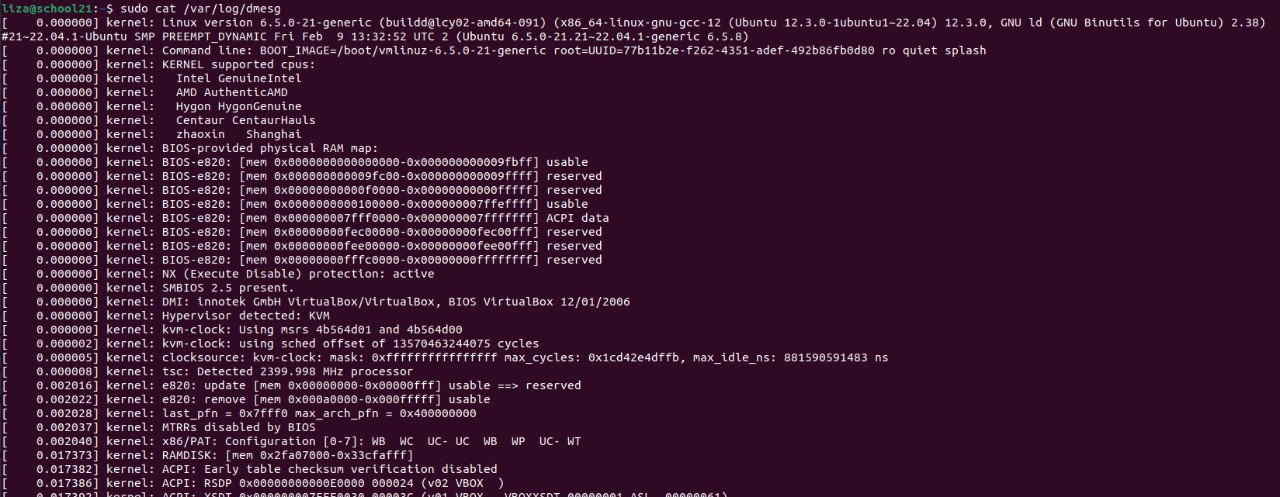 liza@school21:~$ sudo cat /var/log/dmesg
[    0.000000] kernel: Linux version 6.5.0-21-generic (buildd@lcy02-amd64-091) (x86_64-linux-gnu-gcc-12 (Ubuntu 12.3.0-1ubuntu1~22.04) 12.3.0, GNU ld (GNU Binutils for Ubuntu) 2.38)
#21~22.04.1-Ubuntu SMP PREEMPT_DYNAMIC Fri Feb  9 13:32:52 UTC 2 (Ubuntu 6.5.0-21.21~22.04.1-generic 6.5.8)
[    0.000000] kernel: Command line: BOOT_IMAGE=/boot/vmlinuz-6.5.0-21-generic root=UUID=77b11b2e-f262-4351-adef-492b86fb0d80 ro quiet splash
[    0.000000] kernel: KERNEL supported cpus:
[    0.000000] kernel:   Intel GenuineIntel
[    0.000000] kernel:   AMD AuthenticAMD
[    0.000000] kernel:   Hygon HygonGenuine
[    0.000000] kernel:   Centaur CentaurHauls
[    0.000000] kernel:   zhaoxin   Shanghai
[    0.000000] kernel: BIOS-provided physical RAM map:
[    0.000000] kernel: BIOS-e820: [mem 0x0000000000000000-0x000000000009fbff] usable
[    0.000000] kernel: BIOS-e820: [mem 0x000000000009fc00-0x000000000009ffff] reserved
[    0.000000] kernel: BIOS-e820: [mem 0x00000000000f0000-0x00000000000fffff] reserved
[    0.000000] kernel: BIOS-e820: [mem 0x0000000000100000-0x000000007ffeffff] usable
[    0.000000] kernel: BIOS-e820: [mem 0x000000007fff0000-0x000000007fffffff] ACPI data
[    0.000000] kernel: BIOS-e820: [mem 0x00000000fec00000-0x00000000fec00fff] reserved
[    0.000000] kernel: BIOS-e820: [mem 0x00000000fee00000-0x00000000fee00fff] reserved
[    0.000000] kernel: BIOS-e820: [mem 0x00000000fffc0000-0x00000000ffffffff] reserved
[    0.000000] kernel: NX (Execute Disable) protection: active
[    0.000000] kernel: SMBIOS 2.5 present.
[    0.000000] kernel: DMI: innotek GmbH VirtualBox/VirtualBox, BIOS VirtualBox 12/01/2006
[    0.000000] kernel: Hypervisor detected: KVM
[    0.000000] kernel: kvm-clock: Using msrs 4b564d01 and 4b564d00
[    0.000002] kernel: kvm-clock: using sched offset of 13570463244075 cycles
[    0.000005] kernel: clocksource: kvm-clock: mask: 0xffffffffffffffff max_cycles: 0x1cd42e4dffb, max_idle_ns: 881590591483 ns
[    0.000008] kernel: tsc: Detected 2399.998 MHz processor
[    0.002016] kernel: e820: update [mem 0x00000000-0x00000fff] usable ==> reserved
[    0.002022] kernel: e820: remove [mem 0x000a0000-0x000fffff] usable
[    0.002028] kernel: last_pfn = 0x7fff0 max_arch_pfn = 0x400000000
[    0.002037] kernel: MTRRs disabled by BIOS
[    0.002040] kernel: x86/PAT: Configuration [0-7]: WB  WC  UC- UC  WB  WP  UC- WT
[    0.017373] kernel: RAMDISK: [mem 0x2fa07000-0x33cfafff]
[    0.017382] kernel: ACPI: Early table checksum verification disabled
[    0.017386] kernel: ACPI: RSDP 0x00000000000E0000 000024 (v02 VBOX  )
[    0.017392] kernel: ACPI: XSDT 0x000000007FFF0030 00003C (v01 VBOX   VBOXXSDT 00000001 ASL  00000061)